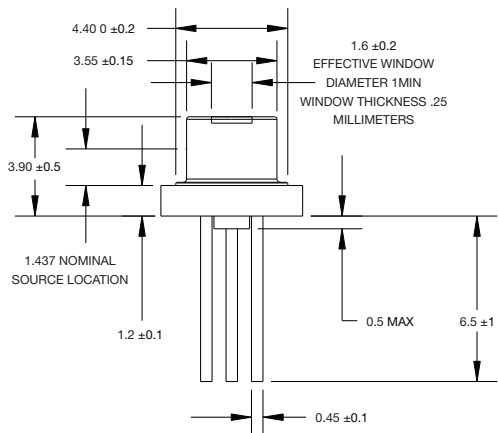 4.40 0 ±0.2
3.55 ±0.15
1.6 ±0.2
EFFECTIVE WINDOW
DIAMETER 1MIN
WINDOW THICKNESS .25
MILLIMETERS
3.90 ±0.5
1.437 NOMINAL
SOURCE LOCATION
1.2 ±0.1
0.5 MAX
6.5 ±1
0.45 ±0.1